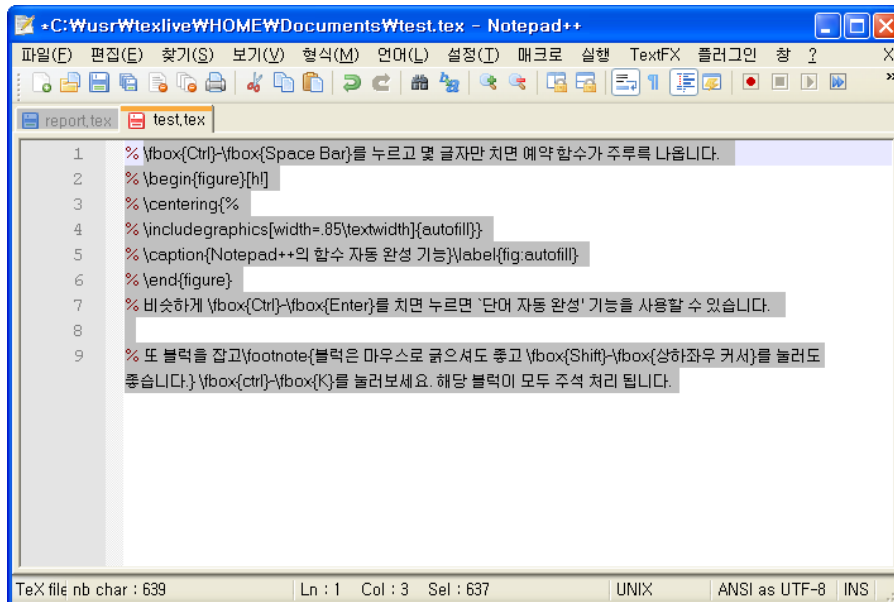 *C:₩usr₩texlive₩HOME₩Documents₩test.tex - Notepad++
파일(F) 편집(E) 찾기(S) 보기(V) 형식(M) 언어(L) 설정(T) 매크로 실행 TextFX 플러그인 창 ? X
report.tex test.tex
1 % \fbox{Ctrl}-\fbox{Space Bar}를 누르고 몇 글자만 치면 예약 함수가 주루룩 나옵니다.
2 % \begin{figure}[h!]
3 % \centering{%
4 % \includegraphics[width=.85\textwidth]{autofill}}
5 % \caption{Notepad++의 함수 자동 완성 기능}\label{fig:autofill}
6 % \end{figure}
7 % 비슷하게 \fbox{Ctrl}-\fbox{Enter}를 치면 누르면 `단어 자동 완성' 기능을 사용할 수 있습니다.
8
9 % 또 블럭을 잡고\footnote{블럭은 마우스로 긁으셔도 좋고 \fbox{Shift}-\fbox{상하좌우 커서}를 눌러도
좋습니다.} \fbox{ctrl}-\fbox{K}를 눌러보세요. 해당 블럭이 모두 주석 처리 됩니다.
TeX file nb char : 639 Ln : 1 Col : 3 Sel : 637 UNIX ANSI as UTF-8 INS